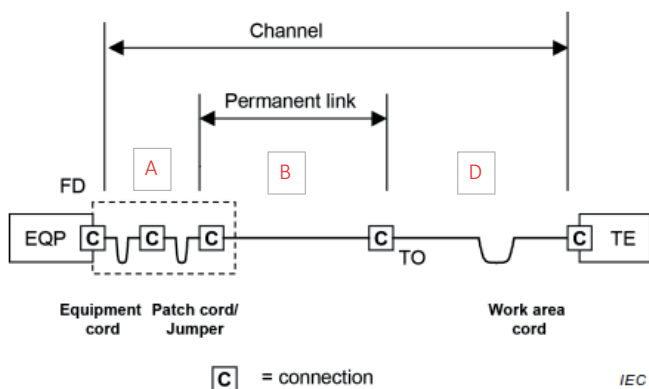 Channel
Permanent link
A
B
D
FD
EQP
C
C
C
C
TO
C
TE
Equipment
cord
Patch cord/
Jumper
Work area
cord
C = connection
IEC